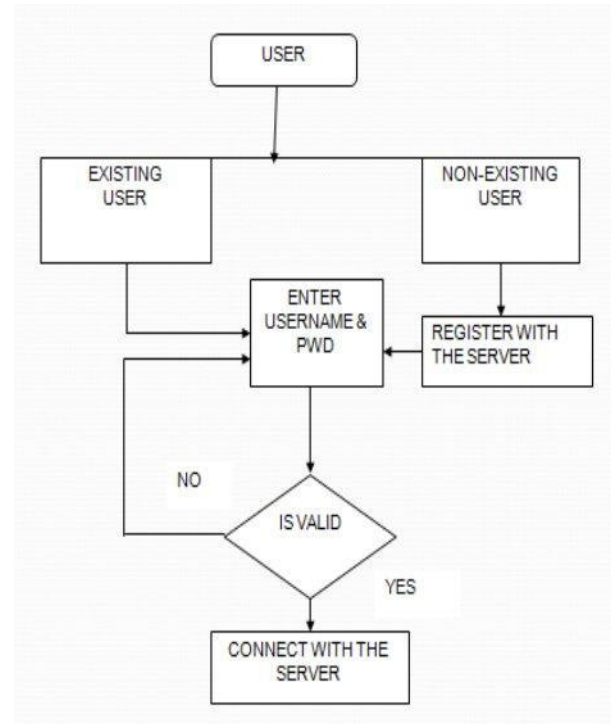 USER
EXISTING
USER
NON-EXISTING
USER
ENTER
USERNAME &
PWD
REGISTER WITH
THE SERVER
NO
IS VALID
YES
CONNECT WITH THE
SERVER